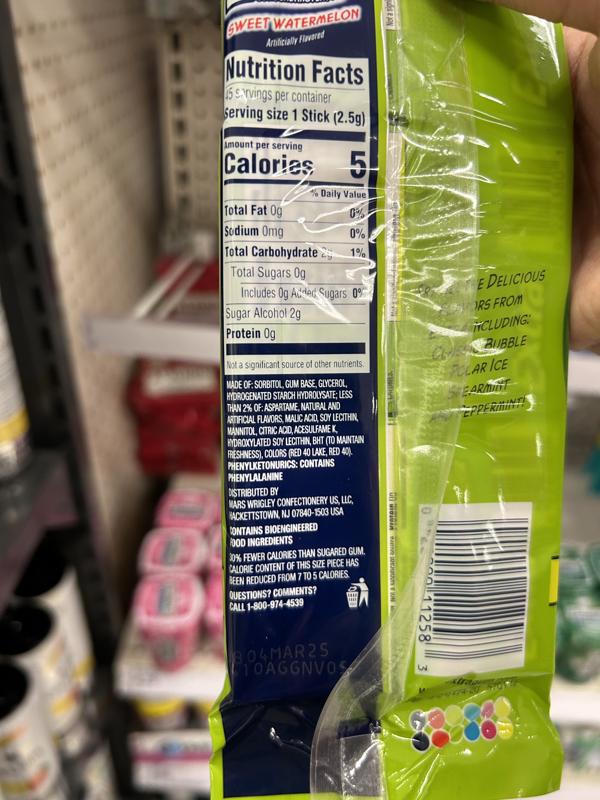 SWEET WATERMELON
Artificially Flavored
Nutrition Facts
servings per container
Serving size 1 Stick (2.5g)
Amount per serving
Calories 5
% Daily Value
Total Fat 0g 0%
Sodium 0mg 0%
Total Carbohydrate 2g 1%
Total Sugars 0g
Includes 0g Added Sugars 0%
Sugar Alcohol 2g
Protein 0g
Not a significant source of other nutrients.
MADE OF: SORBITOL, GUM BASE, GLYCEROL,
HYDROGENATED STARCH HYDROLYSATE; LESS
THAN 2% OF: ASPARTAME, NATURAL AND
ARTIFICIAL FLAVORS, MALIC ACID, SOY LECITHIN,
MANNITOL, CITRIC ACID, ACESULFAME K,
HYDROXYLATED SOY LECITHIN, BHT (TO MAINTAIN
FRESHNESS), COLORS (RED 40 LAKE, RED 40).
PHENYLKETONURICS: CONTAINS
PHENYLALANINE
DISTRIBUTED BY
MARS WRIGLEY CONFECTIONERY US, LLC,
HACKETTSTOWN, NJ 07840-1503 USA
CONTAINS BIOENGINEERED
FOOD INGREDIENTS
30% FEWER CALORIES THAN SUGARED GUM.
CALORIE CONTENT OF THIS SIZE PIECE HAS
BEEN REDUCED FROM 7 TO 5 CALORIES.
QUESTIONS? COMMENTS?
CALL 1-800-974-4539
04MAR25
DELICIOUS
FROM
INCLUDING:
BUBBLE
POLAR ICE
SPEARMINT
PEPPERMINT!
11258 3